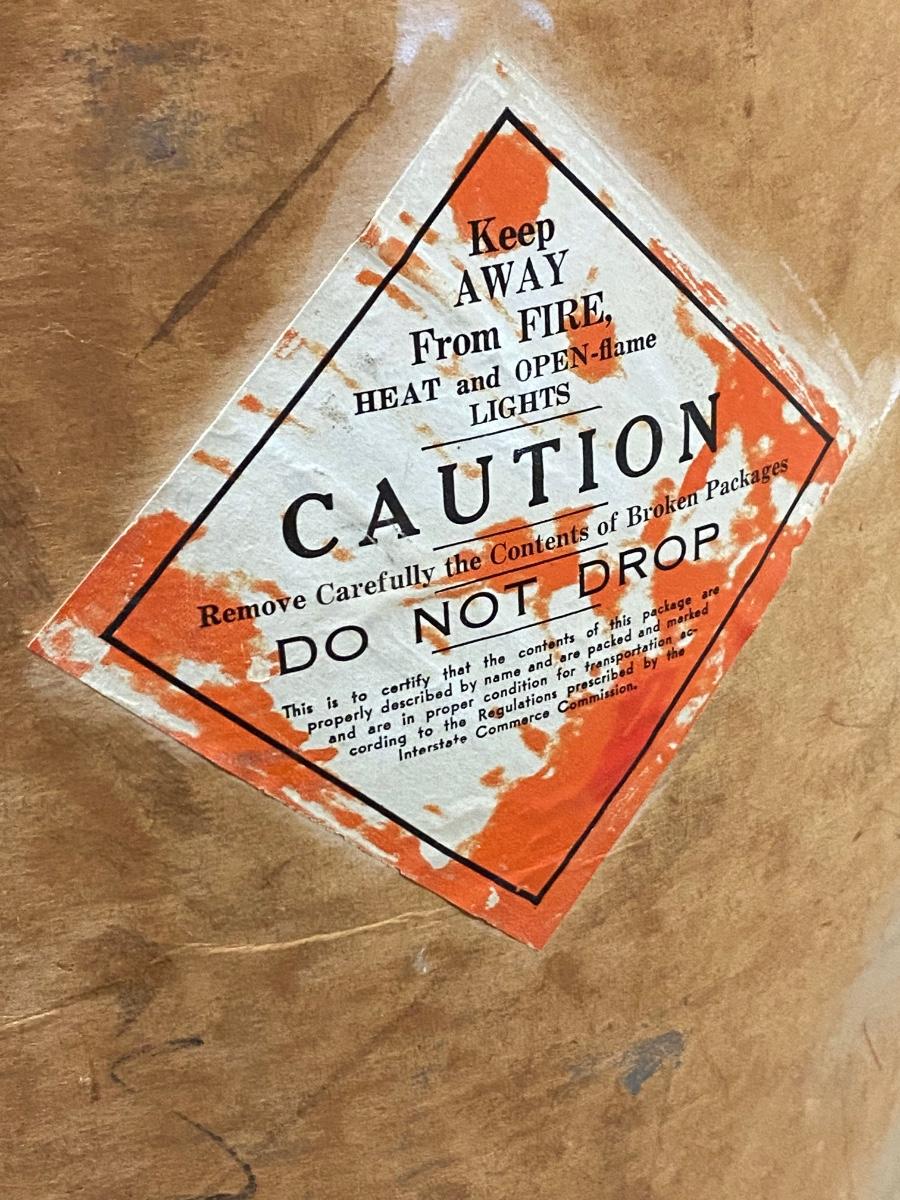 Keep
AWAY
From FIRE,
HEAT and OPEN-flame
LIGHTS
CAUTION
Remove Carefully the Contents of Broken Packages
DO NOT DROP
This is to certify that the contents of this package are
properly described by name and are packed and marked
and are in proper condition for transportation ac-
cording to the Regulations prescribed by the
Interstate Commerce Commission.